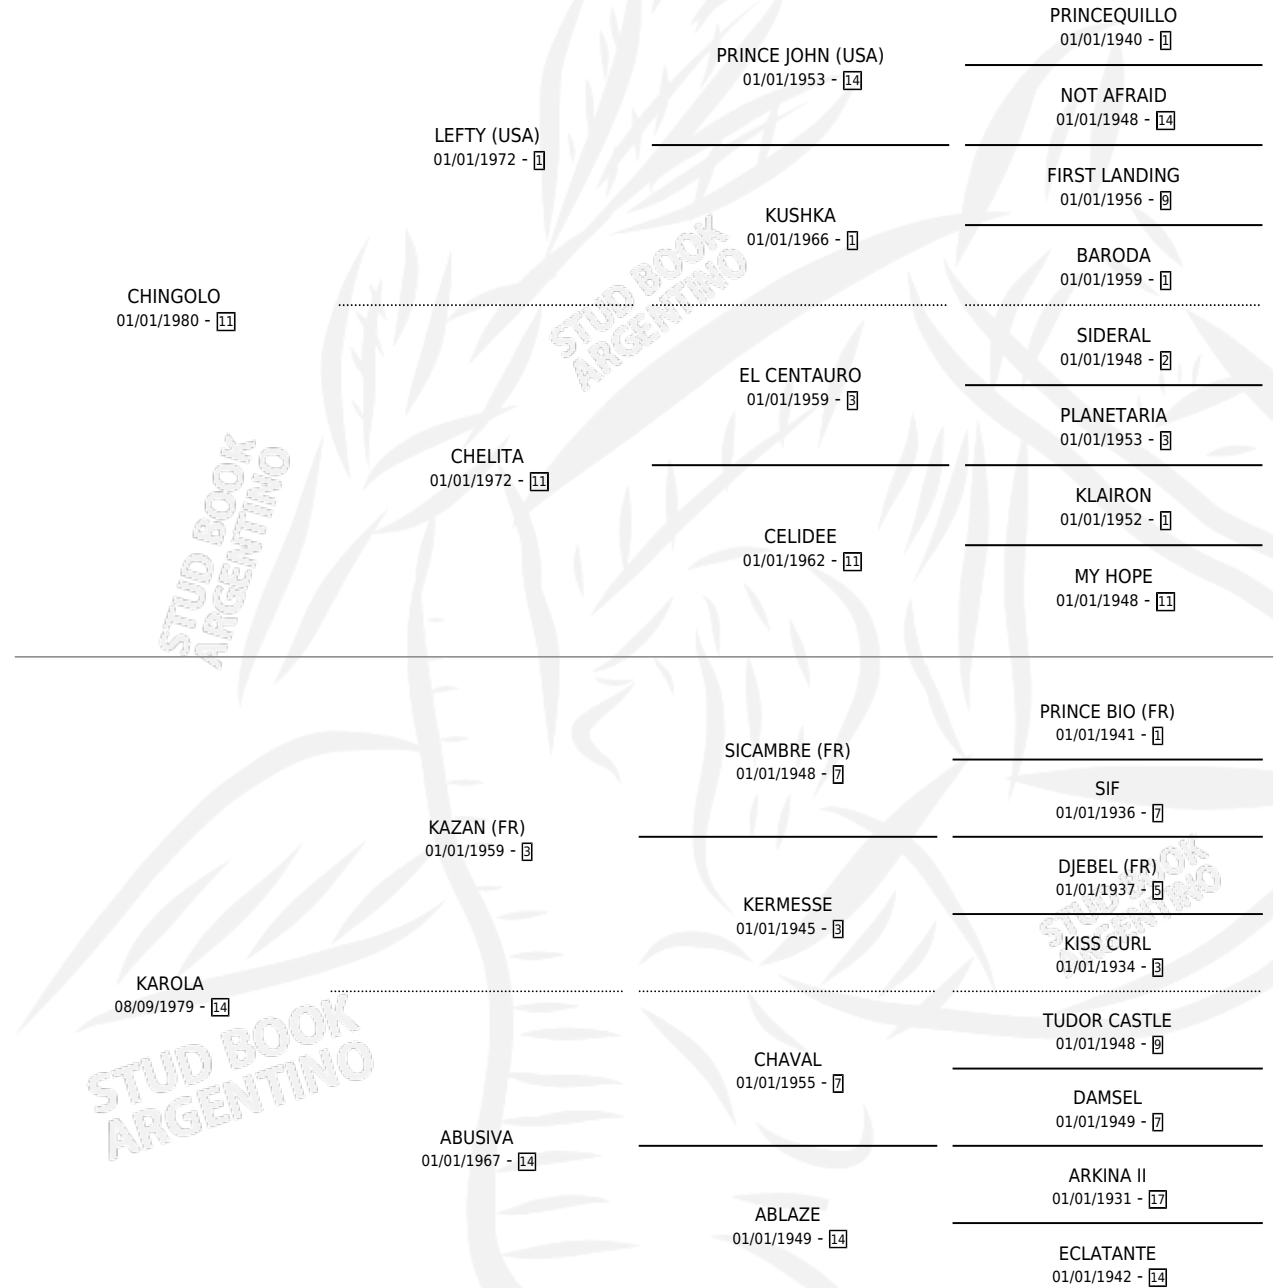 PRINCEQUILLO
01/01/1940 - 1
PRINCE JOHN (USA)
01/01/1953 - 14
NOT AFRAID
01/01/1948 - 14
LEFTY (USA)
01/01/1972 - 1
FIRST LANDING
01/01/1956 - 9
KUSHKA
01/01/1966 - 1
BARODA
01/01/1959 - 1
CHINGOLO
01/01/1980 - 11
SIDERAL
01/01/1948 - 2
EL CENTAURO
01/01/1959 - 3
PLANETARIA
01/01/1953 - 3
CHELITA
01/01/1972 - 11
KLAIRON
01/01/1952 - 1
CELIDEE
01/01/1962 - 11
MY HOPE
01/01/1948 - 11
PRINCE BIO (FR)
01/01/1941 - 1
SICAMBRE (FR)
01/01/1948 - 7
SIF
01/01/1936 - 7
KAZAN (FR)
01/01/1959 - 3
DJEBEL (FR)
01/01/1937 - 5
KERMESSE
01/01/1945 - 3
KISS CURL
01/01/1934 - 3
KAROLA
08/09/1979 - 14
TUDOR CASTLE
01/01/1948 - 9
CHAVAL
01/01/1955 - 7
DAMSEL
01/01/1949 - 7
ABUSIVA
01/01/1967 - 14
ARKINA II
01/01/1931 - 17
ABLAZE
01/01/1949 - 14
ECLATANTE
01/01/1942 - 14
STUD BOOK
ARGENTINO
STUD BOOK
ARGENTINO
STUD BOOK
ARGENTINO
STUD BOOK
ARGENTINO